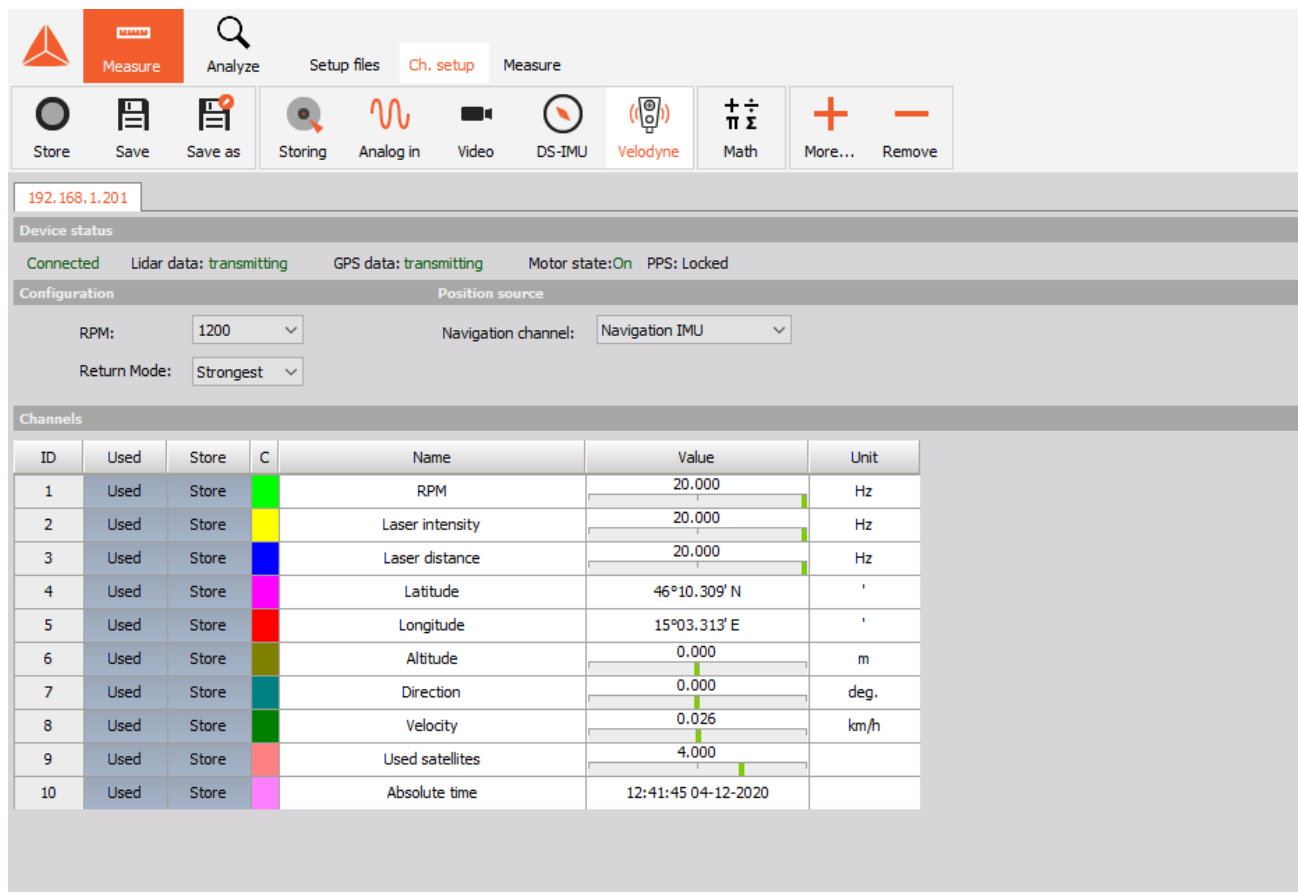 Measure Analyze Setup files Ch. setup Measure
Store Save Save as Storing Analog in Video DS-IMU Velodyne Math More... Remove
192.168.1.201
Device status
Connected Lidar data: transmitting GPS data: transmitting Motor state:On PPS: Locked
Configuration Position source
RPM: 1200 Navigation channel: Navigation IMU
Return Mode: Strongest
Channels
ID Used Store C Name Value Unit
1 Used Store RPM 20.000 Hz
2 Used Store Laser intensity 20.000 Hz
3 Used Store Laser distance 20.000 Hz
4 Used Store Latitude 46°10.309' N '
5 Used Store Longitude 15°03.313' E '
6 Used Store Altitude 0.000 m
7 Used Store Direction 0.000 deg.
8 Used Store Velocity 0.026 km/h
9 Used Store Used satellites 4.000
10 Used Store Absolute time 12:41:45 04-12-2020